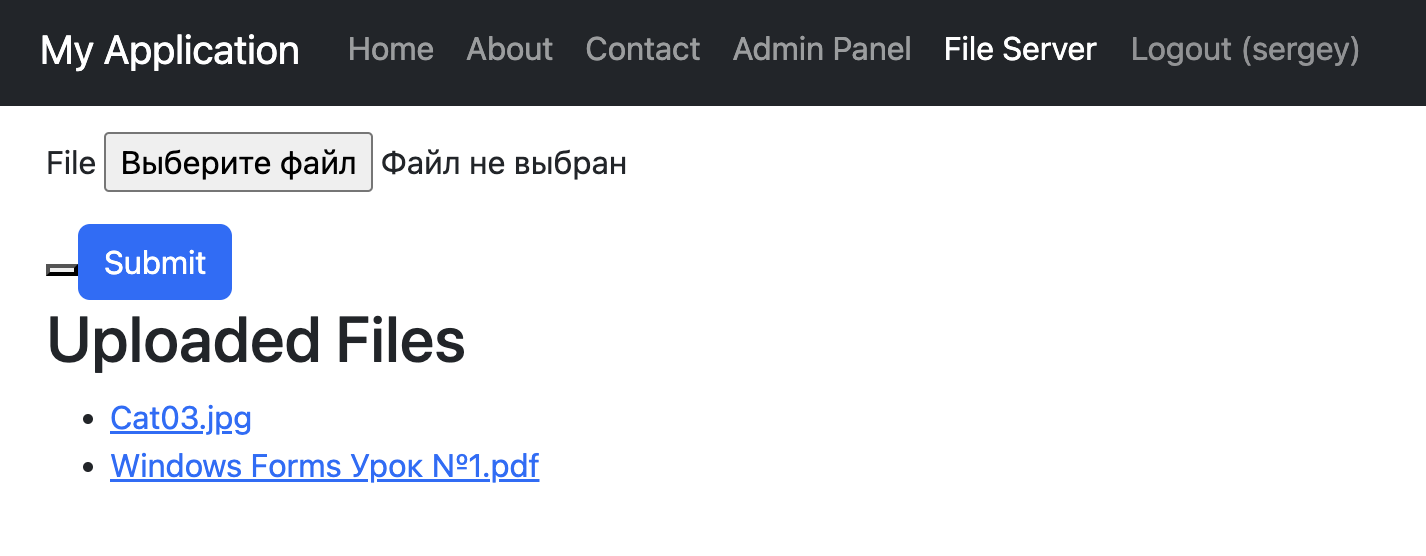 My Application Home About Contact Admin Panel File Server Logout (sergey)
File Выберите файл Файл не выбран
Submit
Uploaded Files
Cat03.jpg
Windows Forms Урок №1.pdf